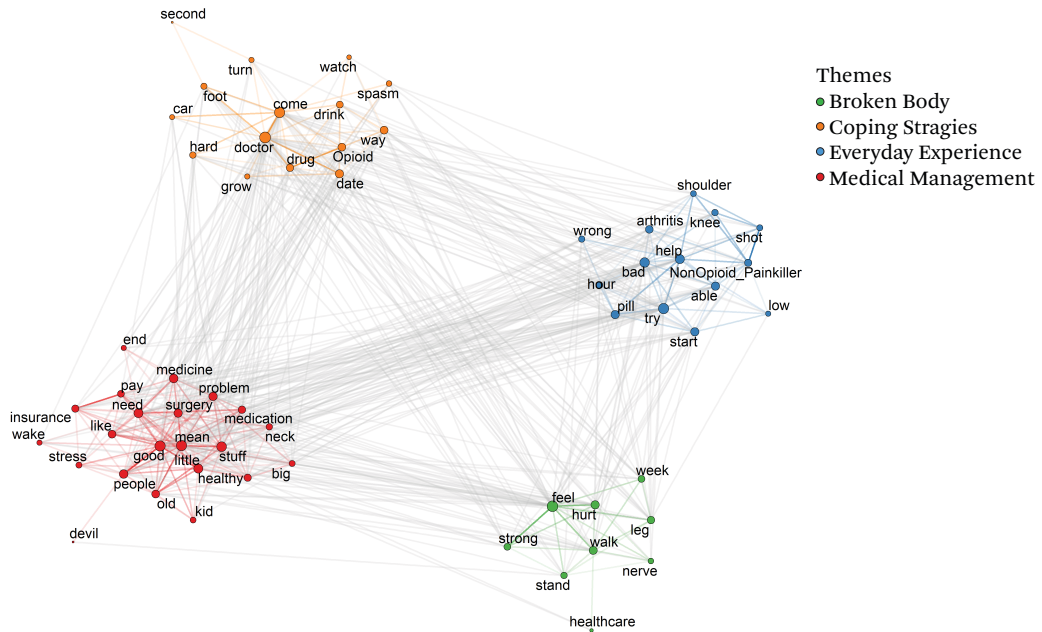 second
turn
watch
spasm
foot
come
car
drink
way
doctor
hard
Opioid
drug
grow
date
Themes
Broken Body
Coping Stragies
Everyday Experience
Medical Management
shoulder
arthritis
knee
wrong
shot
help
bad
NonOpioid_Painkiller
hour
able
pill
low
try
start
end
medicine
pay
problem
need
surgery
insurance
medication
like
wake
mean
neck
good
little
stuff
stress
people
healthy
big
old
kid
devil
week
feel
hurt
leg
strong
walk
nerve
stand
healthcare